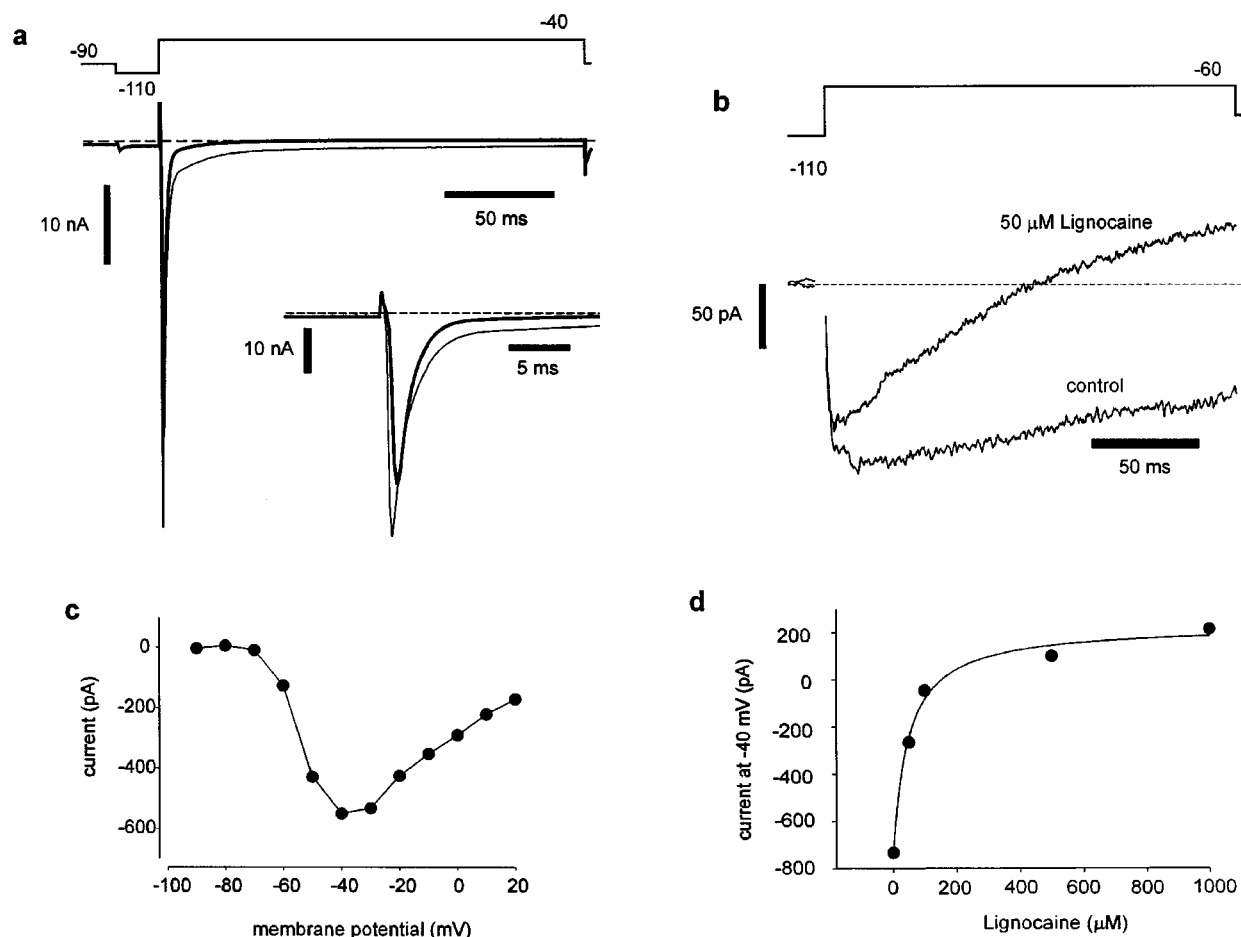 a
-90
-40
-110
10 nA
50 ms
10 nA
5 ms
b
-60
-110
50 μM Lignocaine
50 pA
control
50 ms
c
0
-200
-400
-600
current (pA)
-100 -80 -60 -40 -20 0 20
membrane potential (mV)
d
200
0
-200
-400
-600
-800
current at -40 mV (pA)
0 200 400 600 800 1000
Lignocaine (μM)